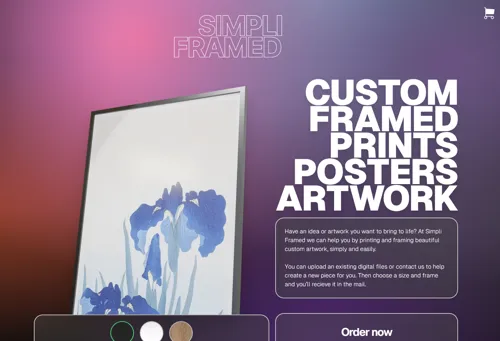 SIMPLI
FRAMED
CUSTOM
FRAMED
PRINTS
POSTERS
ARTWORK
Have an idea or artwork you want to bring to life? At Simpli
Framed we can help you by printing and framing beautiful
custom artwork, simply and easily.
You can upload an existing digital files or contact us to help
create a new piece for you. Then choose a size and frame
and you'll recieve it in the mail.
Order now